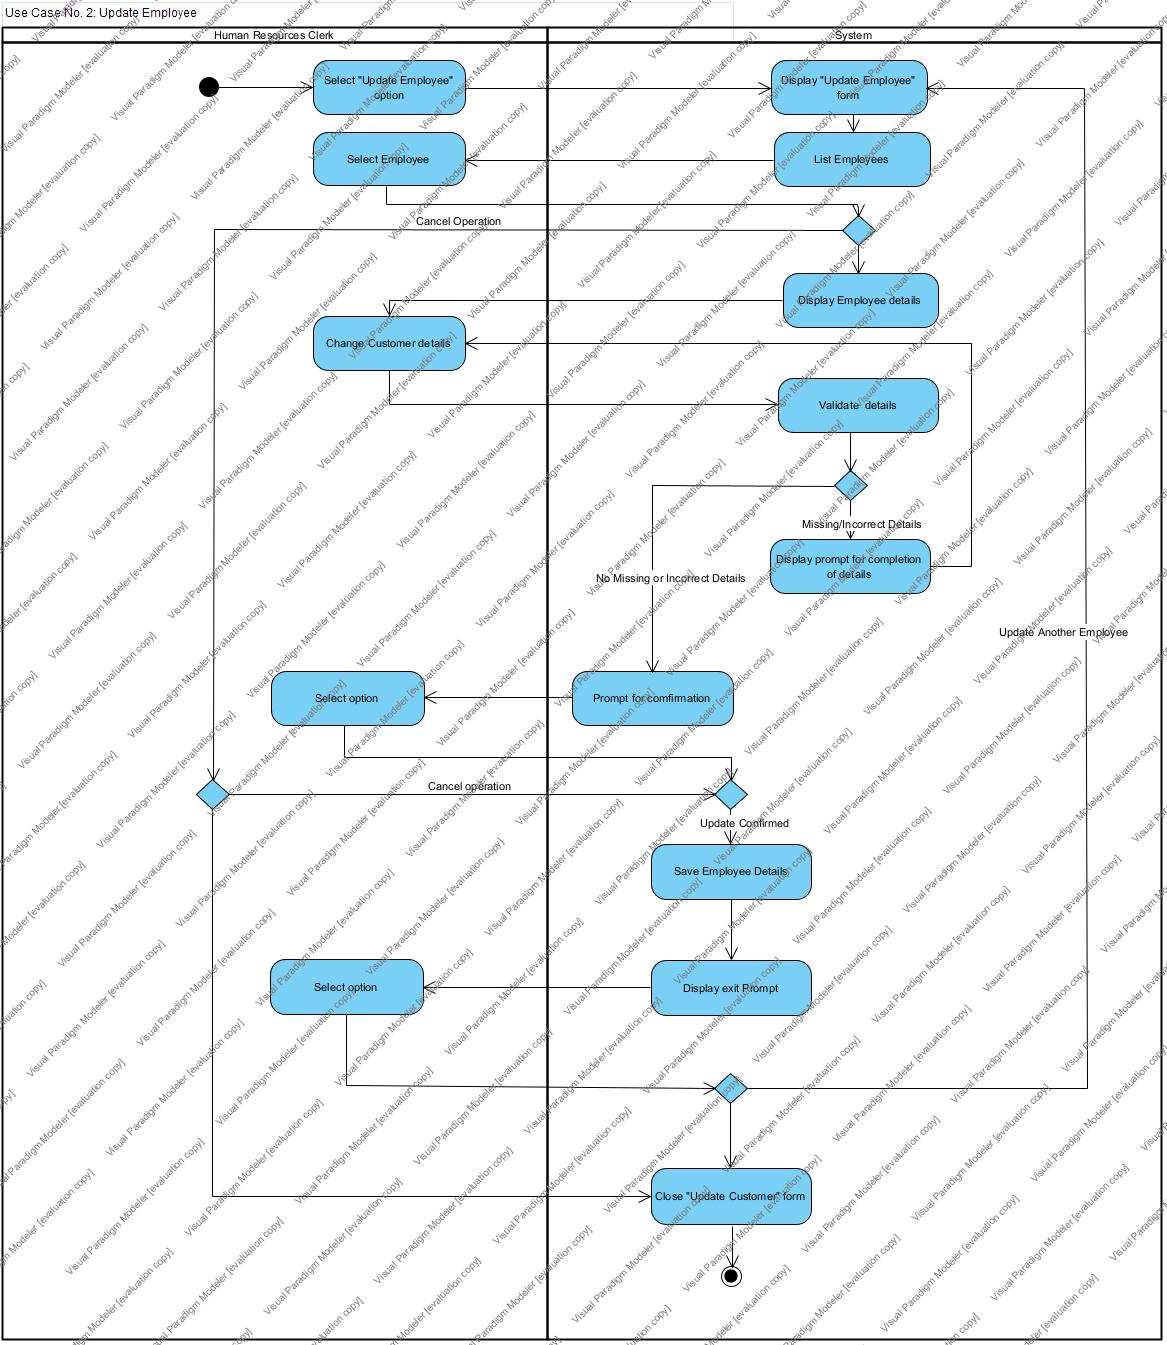 Use Case No. 2: Update Employee
Human Resources Clerk
System
Select "Update Employee"
option
Display "Update Employee"
form
Select Employee
List Employees
Cancel Operation
Display Employee details
Change Customer details
Validate details
Missing/Incorrect Details
Display prompt for completion
of details
No Missing or Incorrect Details
Update Another Employee
Select option
Prompt for comfirmation
Cancel operation
Update Confirmed
Save Employee Details
Select option
Display exit Prompt
Close "Update Customer" form
Visual Paradigm Modeler [evaluation copy]